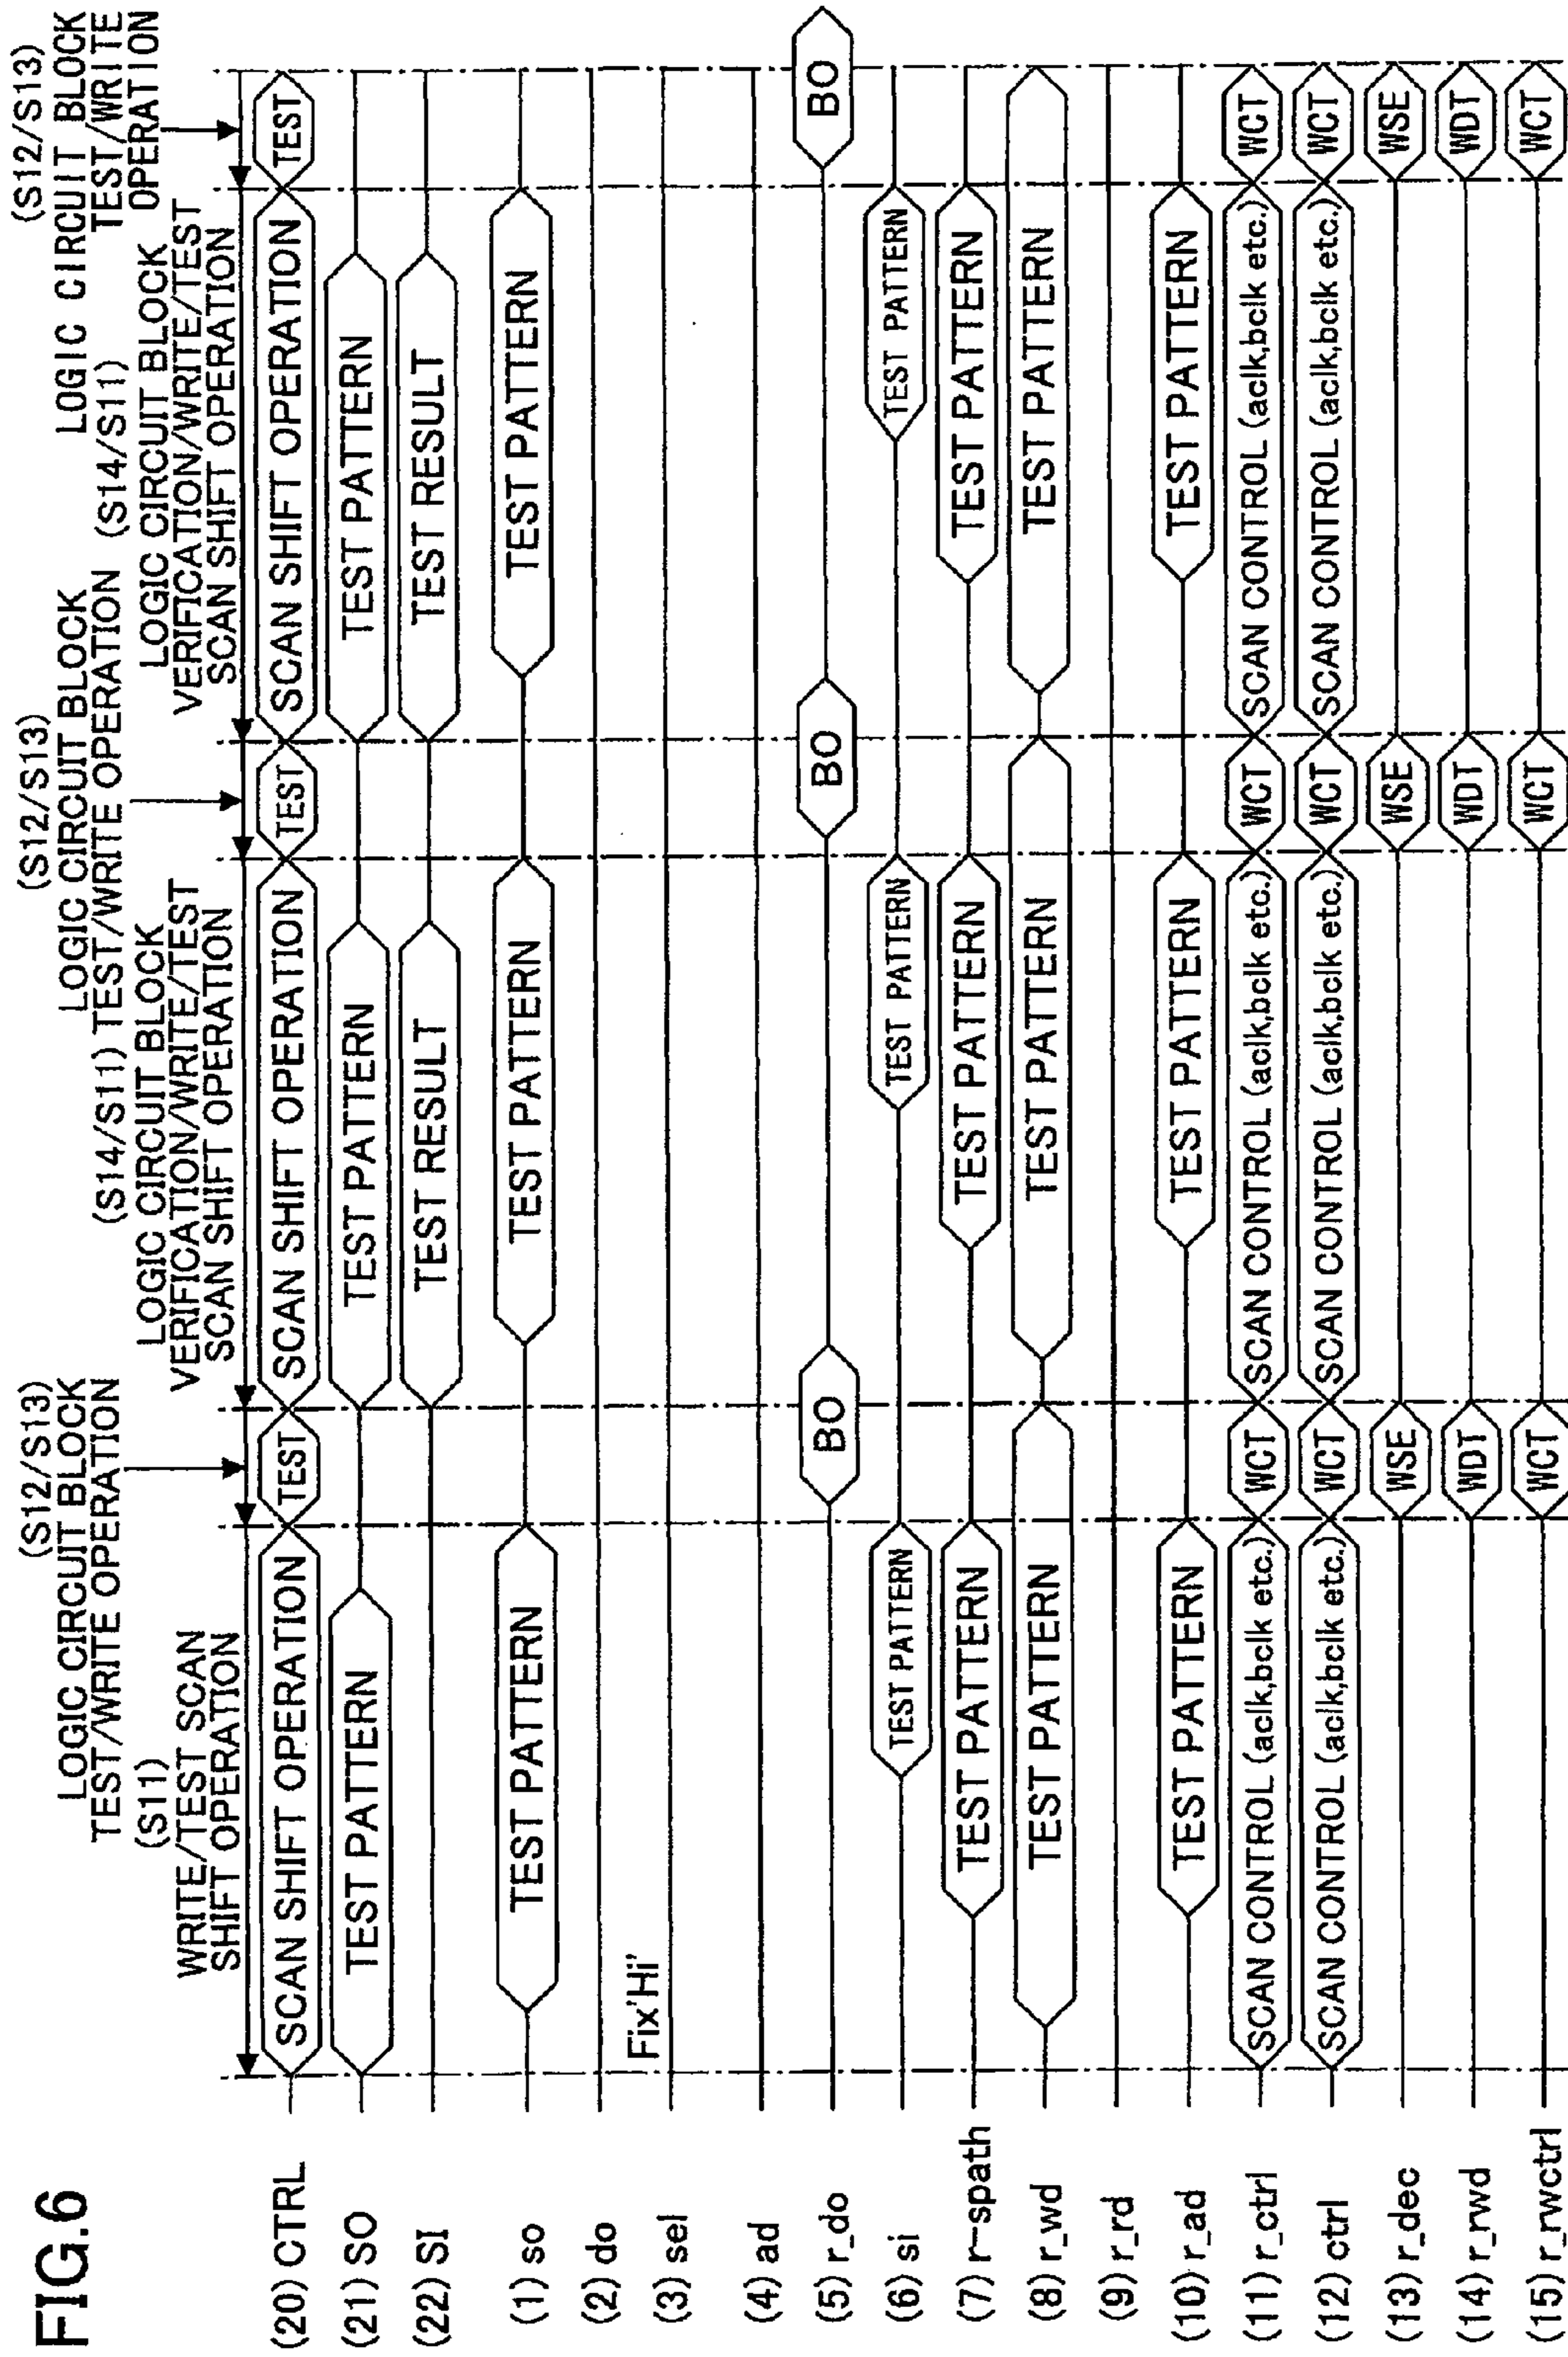 FIG.6
(S11)
WRITE/TEST SCAN
SHIFT OPERATION
(S12/S13)
LOGIC CIRCUIT BLOCK
TEST/WRITE OPERATION
(S14/S11)
LOGIC CIRCUIT BLOCK
VERIFICATION/WRITE/TEST
SCAN SHIFT OPERATION
(S12/S13)
LOGIC CIRCUIT BLOCK
TEST/WRITE OPERATION
(S14/S11)
LOGIC CIRCUIT BLOCK
VERIFICATION/WRITE/TEST
SCAN SHIFT OPERATION
(S12/S13)
LOGIC CIRCUIT BLOCK
TEST/WRITE
OPERATION
(20) CTRL SCAN SHIFT OPERATION TEST SCAN SHIFT OPERATION TEST SCAN SHIFT OPERATION TEST
(21) SO TEST PATTERN TEST PATTERN TEST PATTERN
(22) SI TEST RESULT TEST RESULT
(1) so TEST PATTERN TEST PATTERN TEST PATTERN
(2) do
(3) sel Fix'Hi'
(4) ad
(5) r_do BO BO BO
(6) si TEST PATTERN TEST PATTERN TEST PATTERN
(7) r-spath TEST PATTERN TEST PATTERN TEST PATTERN
(8) r_wd TEST PATTERN TEST PATTERN TEST PATTERN
(9) r_rd
(10) r_ad TEST PATTERN TEST PATTERN TEST PATTERN
(11) r_ctrl SCAN CONTROL (aclk,bclk etc.) WCT SCAN CONTROL (aclk,bclk etc.) WCT SCAN CONTROL (aclk,bclk etc.) WCT
(12) ctrl SCAN CONTROL (aclk,bclk etc.) WCT SCAN CONTROL (aclk,bclk etc.) WCT SCAN CONTROL (aclk,bclk etc.) WCT
(13) r_dec WSE WSE WSE
(14) r_rwd WDT WDT WDT
(15) r_rwctrl WCT WCT WCT